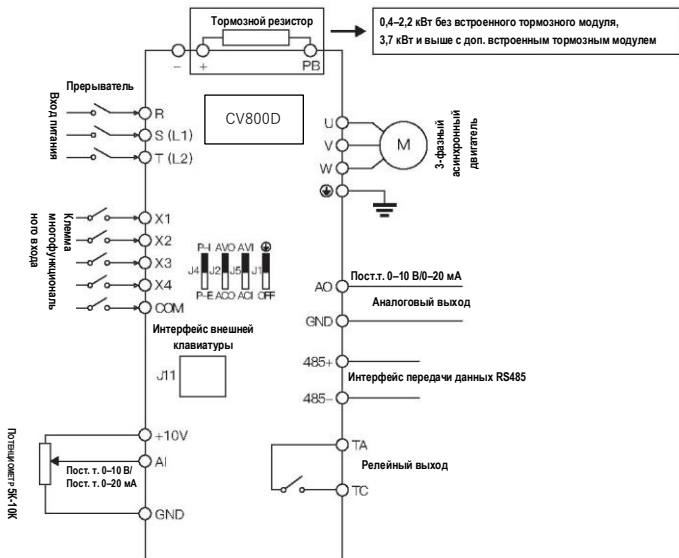 Тормозной резистор
0,4–2,2 кВт без встроенного тормозного модуля,
3,7 кВт и выше с доп. встроенным тормозным модулем
–
+
PB
Прерыватель
Вход питания
R
S (L1)
T (L2)
CV800D
U
V
W
M
3-фазный
асинхронный
двигатель
Клемма
многофункциональ
ного входа
X1
X2
X3
X4
COM
P-I AVO AVI
J4 J2 J5 J1
P-E ACO ACI OFF
Интерфейс внешней
клавиатуры
J11
AO
Пост.т. 0–10 В/0–20 мА
Аналоговый выход
GND
485+
Интерфейс передачи данных RS485
485–
Потенциометр 5К-10К
+10V
AI
Пост. т. 0–10 В/
Пост. т. 0–20 мА
GND
TA
Релейный выход
TC